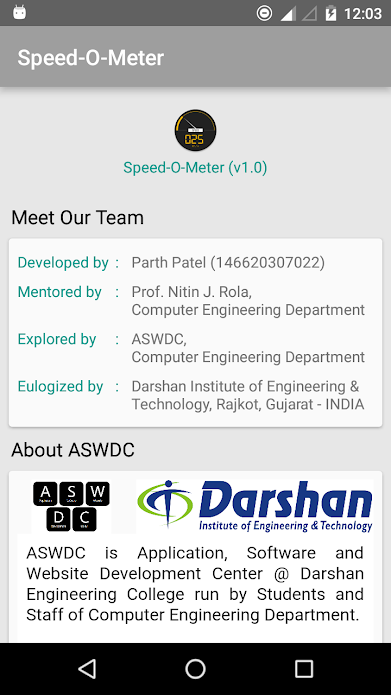 12:03
Speed-O-Meter
025
Speed-O-Meter (v1.0)
Meet Our Team
Developed by : Parth Patel (146620307022)
Mentored by : Prof. Nitin J. Rola,
Computer Engineering Department
Explored by : ASWDC,
Computer Engineering Department
Eulogized by : Darshan Institute of Engineering &
Technology, Rajkot, Gujarat - INDIA
About ASWDC
A S W
D C
Darshan
Institute of Engineering & Technology
ASWDC is Application, Software and
Website Development Center @ Darshan
Engineering College run by Students and
Staff of Computer Engineering Department.